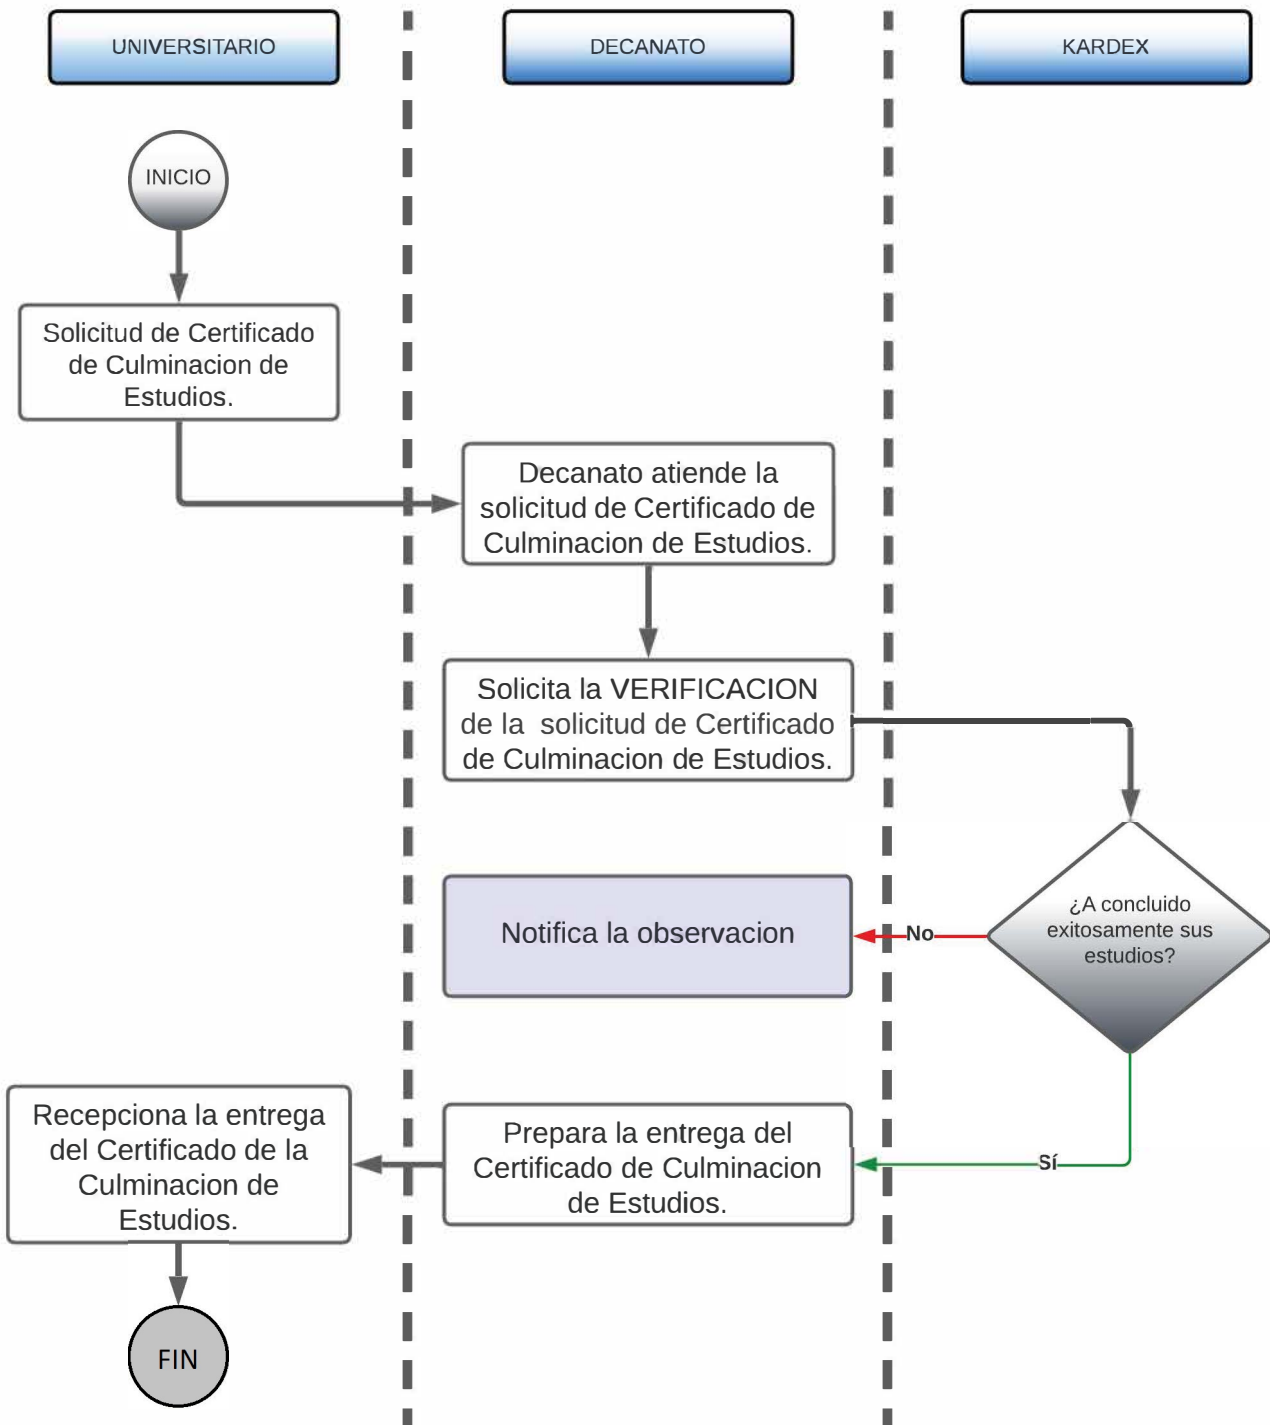 UNIVERSITARIO
DECANATO
KARDEX
INICIO
Solicitud de Certificado
de Culminacion de
Estudios.
Decanato atiende la
solicitud de Certificado de
Culminacion de Estudios.
Solicita la VERIFICACION
de la solicitud de Certificado
de Culminacion de Estudios.
¿A concluido
exitosamente sus
estudios?
No
Notifica la observacion
Sí
Prepara la entrega del
Certificado de Culminacion
de Estudios.
Recepciona la entrega
del Certificado de la
Culminacion de
Estudios.
FIN